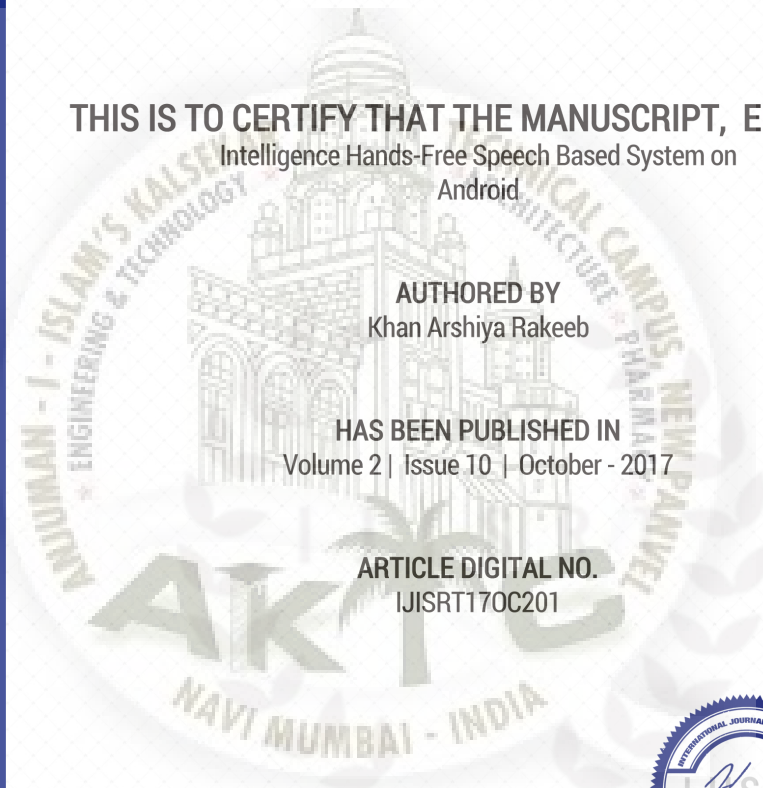 THIS IS TO CERTIFY THAT THE MANUSCRIPT, E
Intelligence Hands-Free Speech Based System on
Android
AUTHORED BY
Khan Arshiya Rakeeb
HAS BEEN PUBLISHED IN
Volume 2 | Issue 10 | October - 2017
ARTICLE DIGITAL NO.
IJISRT17OC201
ANJUMAN - I - ISLAM'S KALSEKAR TECHNICAL CAMPUS, NEW PANVEL
ENGINEERING & TECHNOLOGY * ARCHITECTURE * PHARMACY
AKTC
NAVI MUMBAI - INDIA
INTERNATIONAL JOURNAL